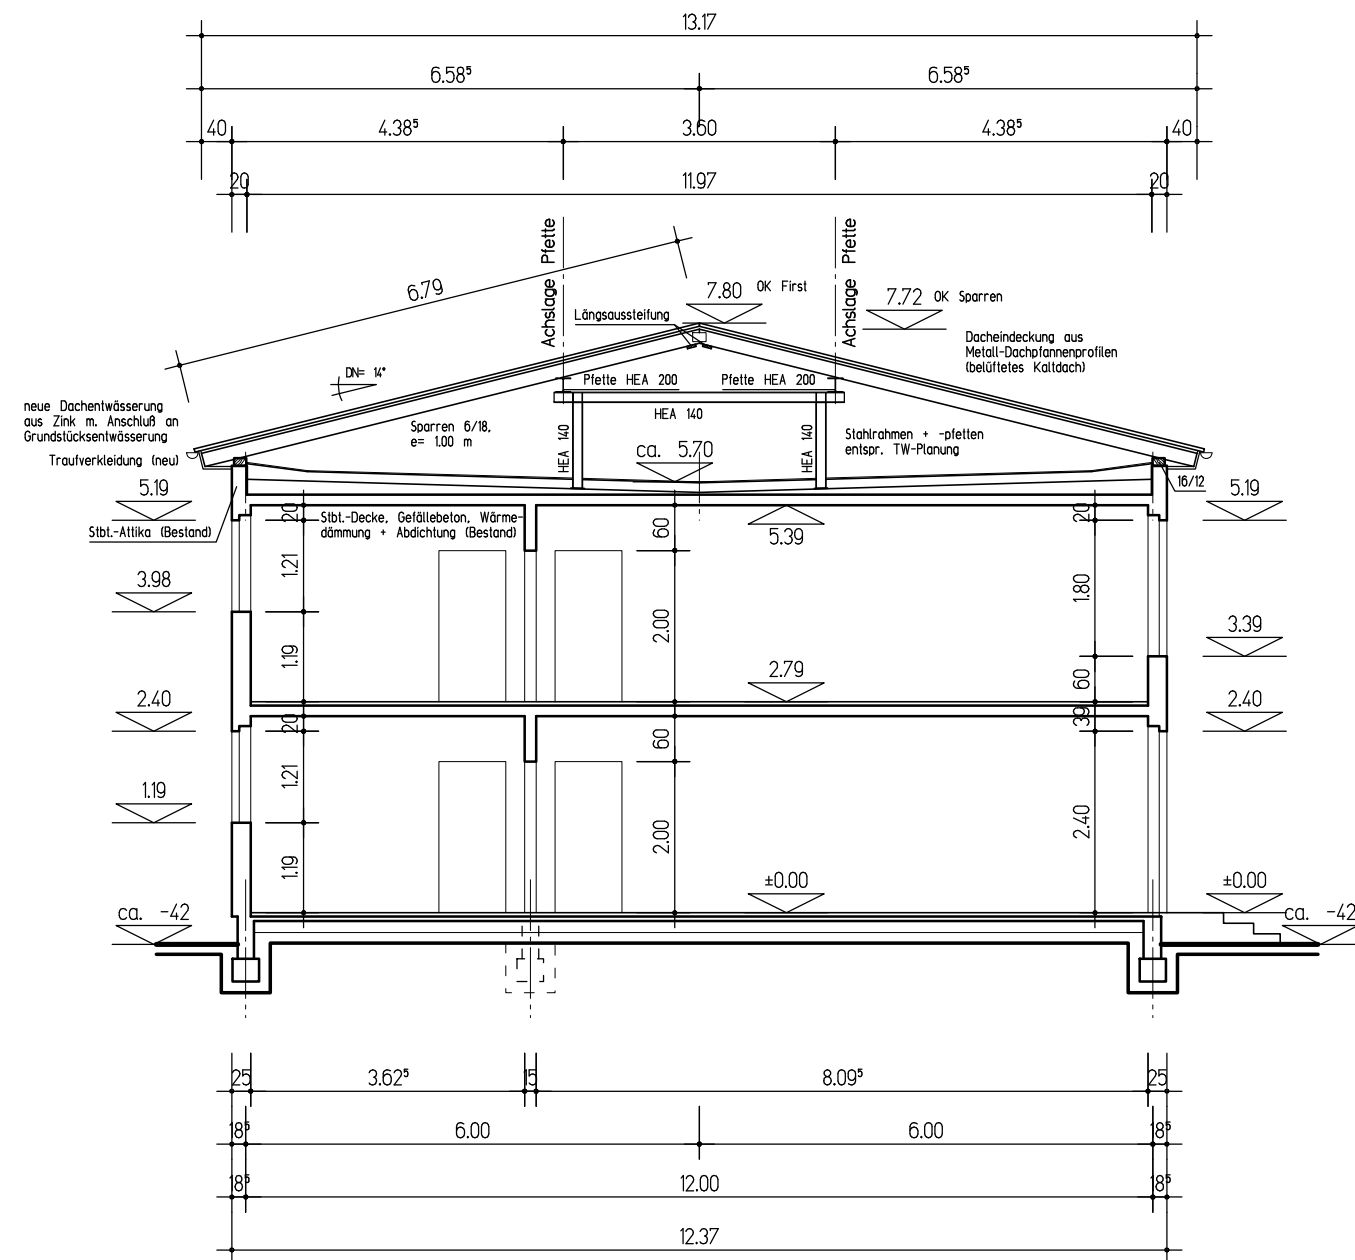 13.17
6.58⁵ 6.58⁵
40 4.38⁵ 3.60 4.38⁵ 40
20 11.97 20
Achslage Pfette
Achslage Pfette
6.79
7.80 OK First
7.72 OK Sparren
Längsaussteifung
Dacheindeckung aus
Metall-Dachpfannenprofilen
(belüftetes Kaltdach)
DN= 14°
Pfette HEA 200 Pfette HEA 200
HEA 140
neue Dachentwässerung
aus Zink m. Anschluß an
Grundstücksentwässerung
Traufverkleidung (neu)
Sparren 6/18,
e= 1.00 m
HEA 140
HEA 140
Stahlrahmen + -pfetten
entspr. TW-Planung
ca. 5.70
16/12
5.19
5.19
Stbt.-Attika (Bestand)
Stbt.-Decke, Gefällebeton, Wärme-
dämmung + Abdichtung (Bestand)
20
60
5.39
20
1.21
3.98
1.80
2.00
3.39
1.19
2.79
60
2.40
2.40
20
60
39
1.21
1.19
2.00
2.40
1.19
±0.00
±0.00
ca. -42
ca. -42
25 3.62⁵ 15 8.09⁵ 25
18⁵ 6.00 6.00 18⁵
18⁵ 12.00 18⁵
12.37